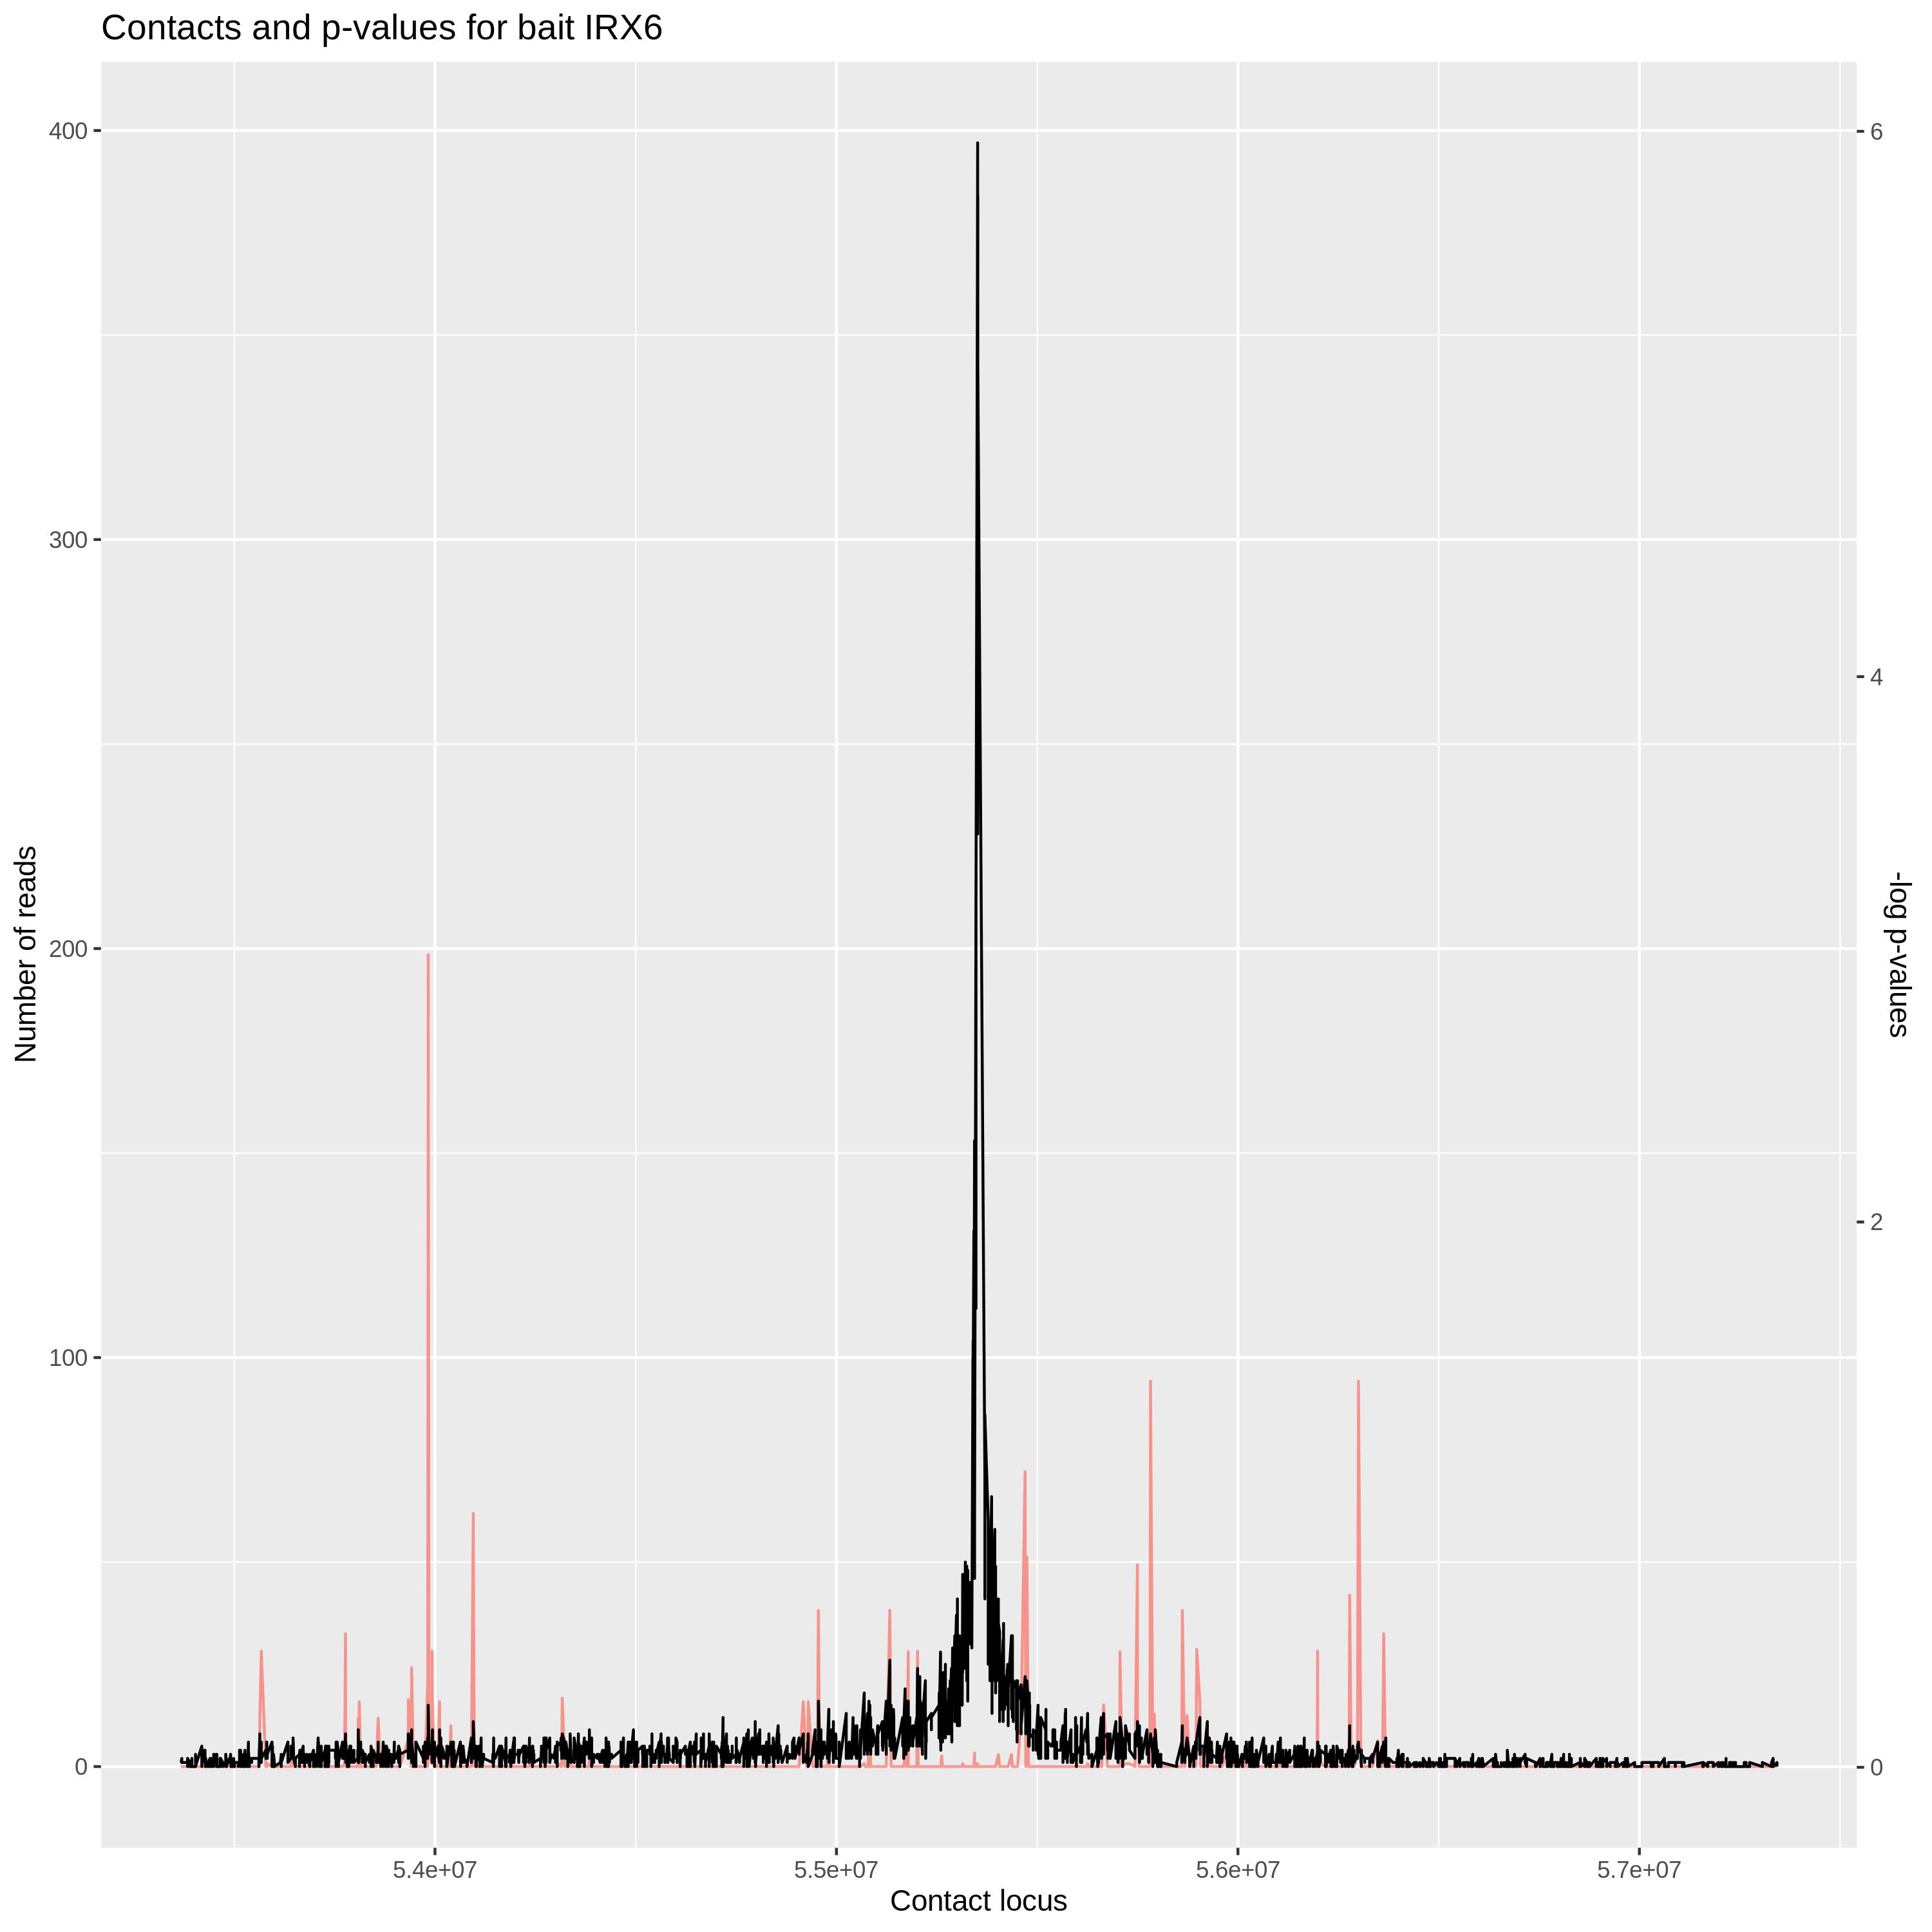 Contacts and p-values for bait IRX6
400
300
200
100
0
Number of reads
6
4
2
0
-log p-values
5.4e+07
5.5e+07
5.6e+07
5.7e+07
Contact locus